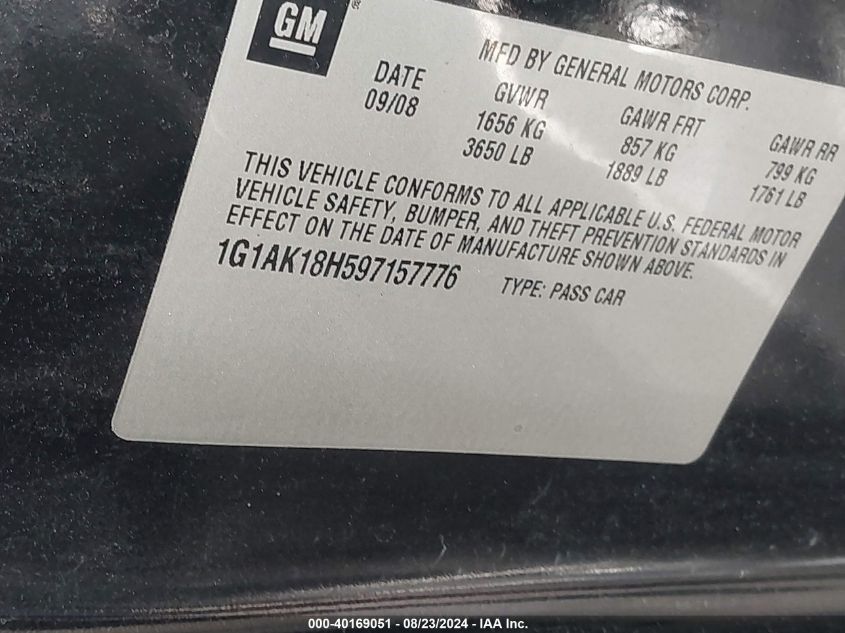 GM®
MFD BY GENERAL MOTORS CORP.
DATE GVWR GAWR FRT GAWR RR
09/08 1656 KG 857 KG 799 KG
3650 LB 1889 LB 1761 LB
THIS VEHICLE CONFORMS TO ALL APPLICABLE U.S. FEDERAL MOTOR
VEHICLE SAFETY, BUMPER, AND THEFT PREVENTION STANDARDS IN
EFFECT ON THE DATE OF MANUFACTURE SHOWN ABOVE.
1G1AK18H597157776 TYPE: PASS CAR
000-40169051 - 08/23/2024 - IAA Inc.